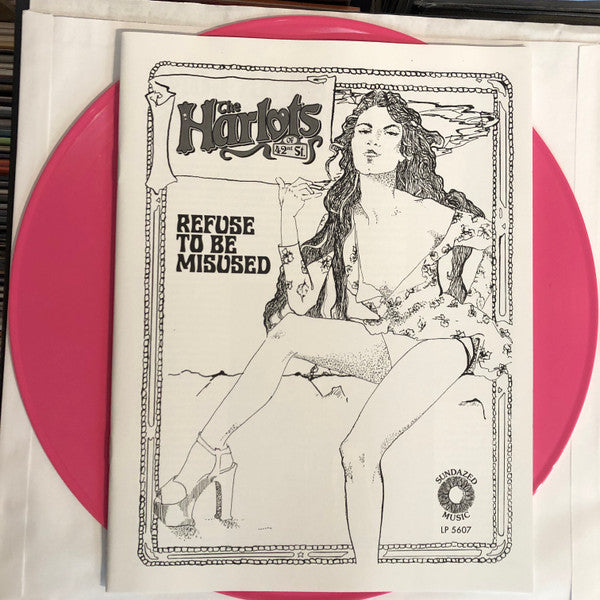 The
Harlots
OF
42nd St.
REFUSE
TO BE
MISUSED
SUNDAZED
MUSIC
LP 5607